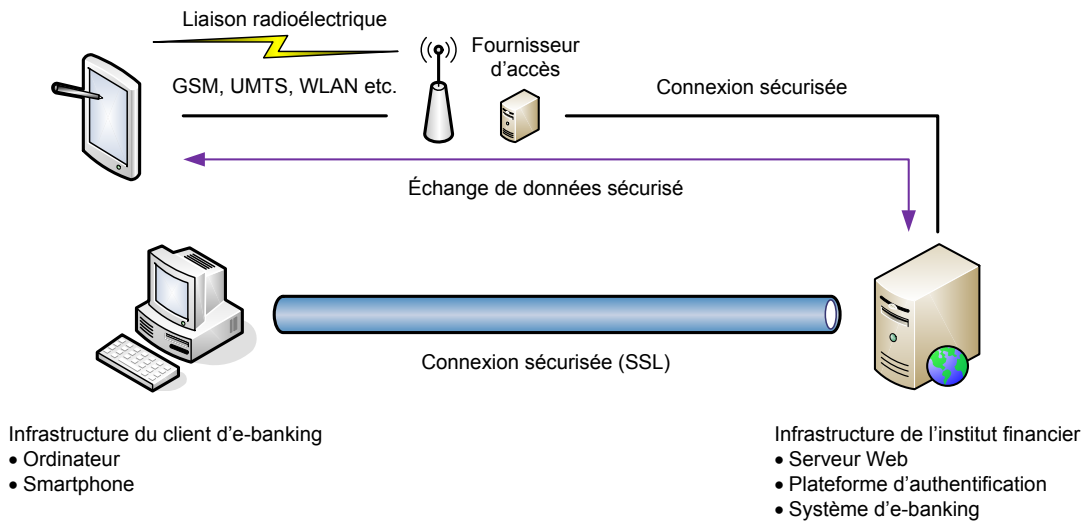 Liaison radioélectrique
Fournisseur
d'accès
GSM, UMTS, WLAN etc.
Connexion sécurisée
Échange de données sécurisé
Connexion sécurisée (SSL)
Infrastructure du client d'e-banking
• Ordinateur
• Smartphone
Infrastructure de l'institut financier
• Serveur Web
• Plateforme d'authentification
• Système d'e-banking